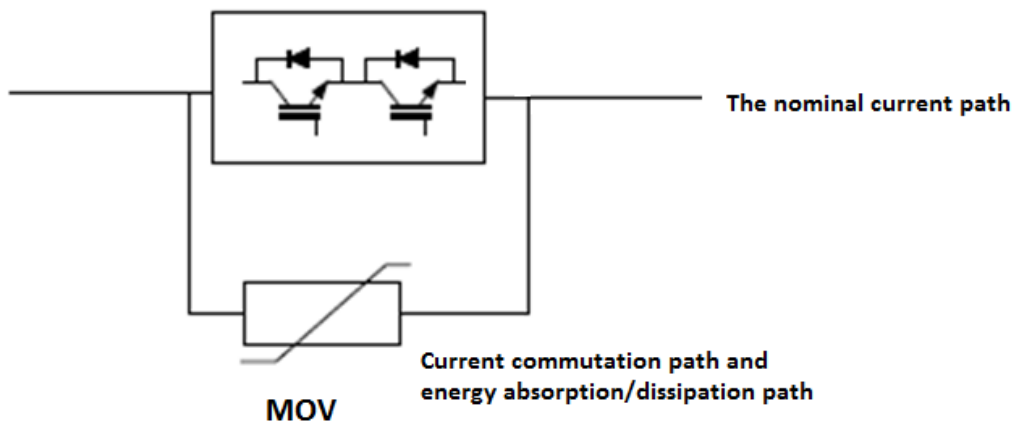 The nominal current path
Current commutation path and
energy absorption/dissipation path
MOV